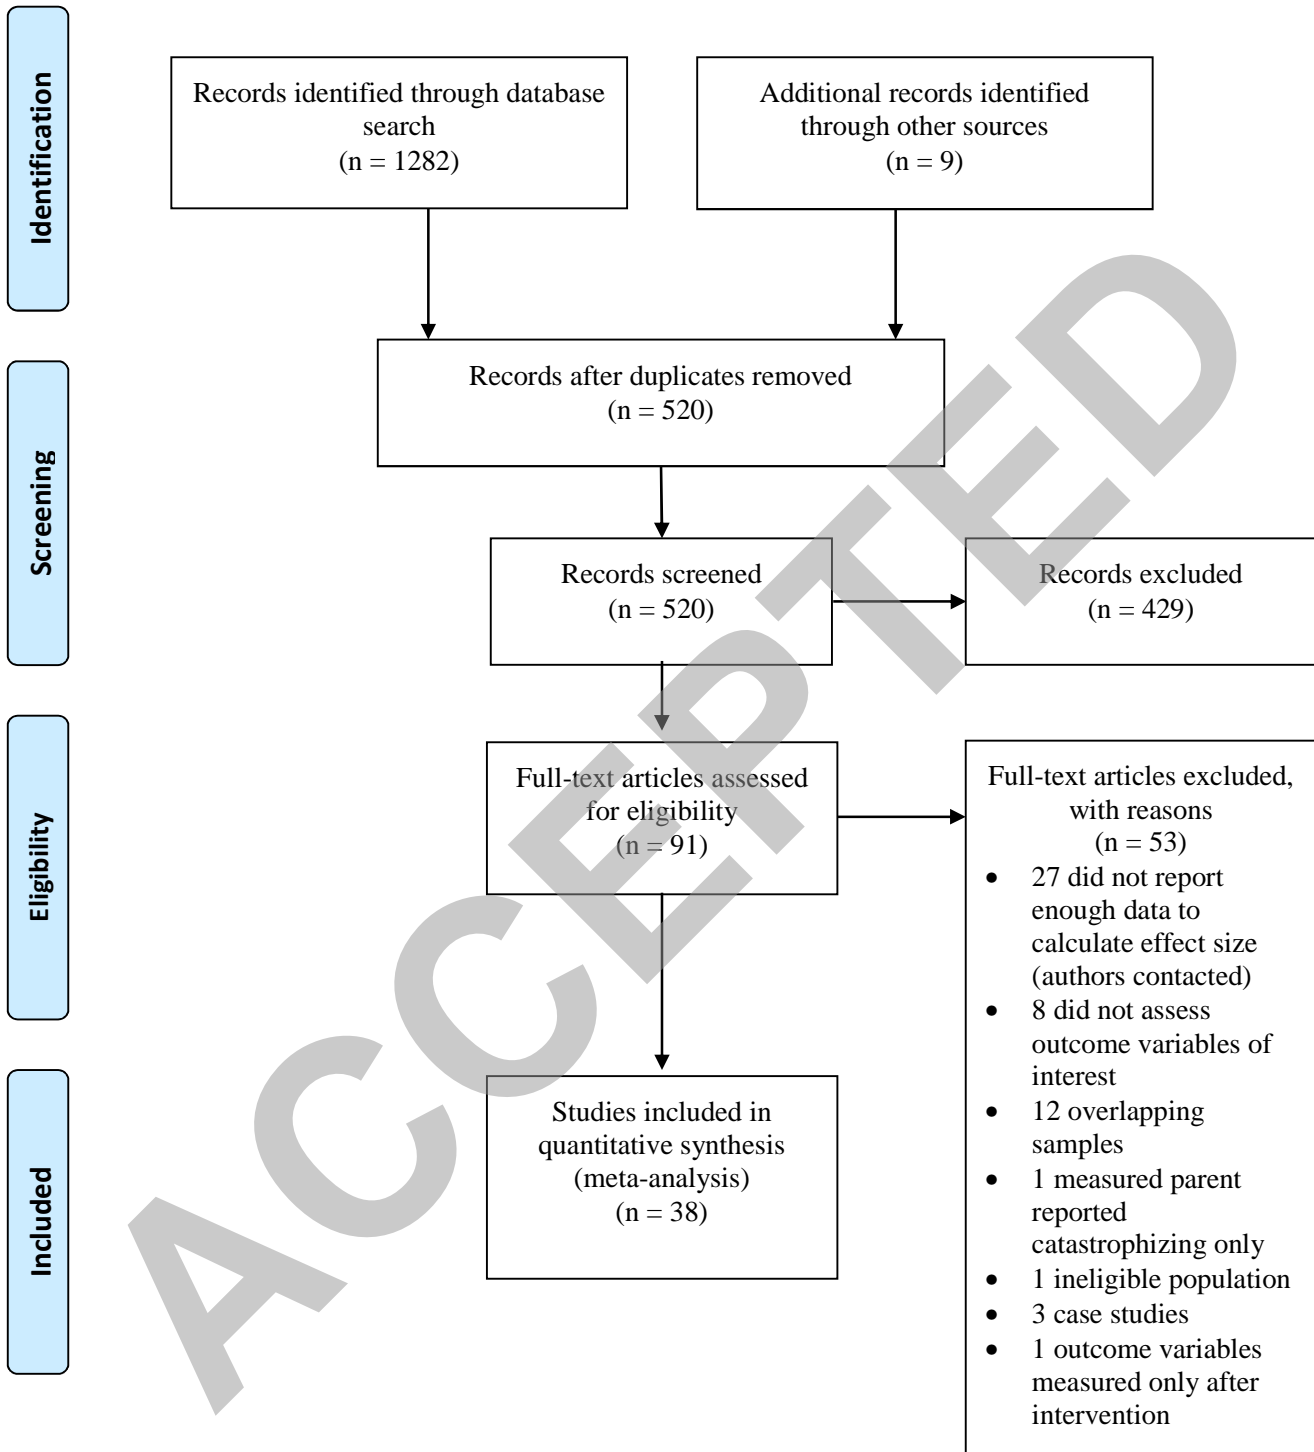 Identification
Records identified through database
search
(n = 1282)
Additional records identified
through other sources
(n = 9)
Screening
Records after duplicates removed
(n = 520)
Records screened
(n = 520)
Records excluded
(n = 429)
Eligibility
Full-text articles assessed
for eligibility
(n = 91)
Full-text articles excluded,
with reasons
(n = 53)
• 27 did not report
enough data to
calculate effect size
(authors contacted)
• 8 did not assess
outcome variables of
interest
• 12 overlapping
samples
• 1 measured parent
reported
catastrophizing only
• 1 ineligible population
• 3 case studies
• 1 outcome variables
measured only after
intervention
Included
Studies included in
quantitative synthesis
(meta-analysis)
(n = 38)
ACCEPTED